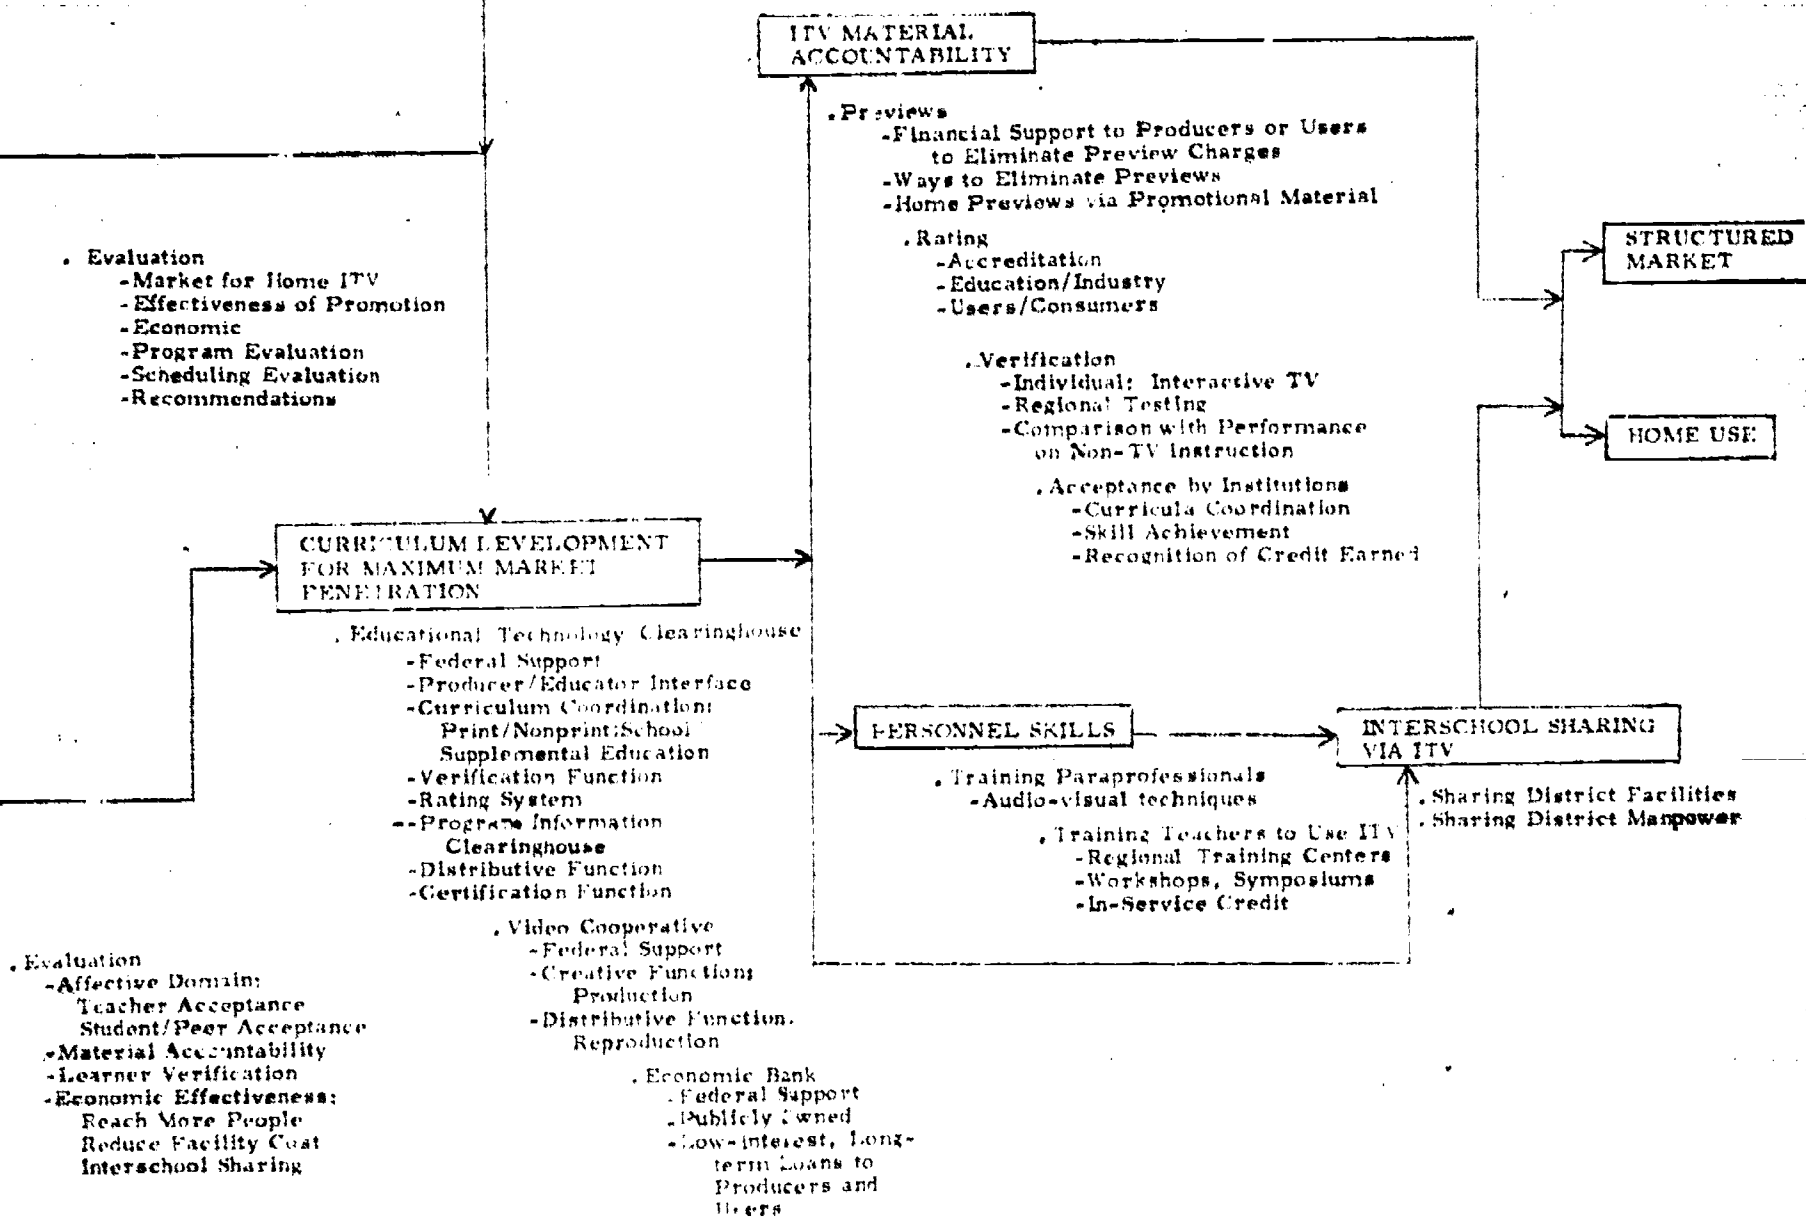 ITV MATERIAL
ACCOUNTABILITY
.Previews
-Financial Support to Producers or Users
to Eliminate Preview Charges
-Ways to Eliminate Previews
-Home Previews via Promotional Material
.Rating
-Accreditation
-Education/Industry
-Users/Consumers
.Verification
-Individual: Interactive TV
-Regional Testing
-Comparison with Performance
on Non-TV Instruction
.Acceptance by Institutions
-Curricula Coordination
-Skill Achievement
-Recognition of Credit Earned
STRUCTURED
MARKET
HOME USE
. Evaluation
-Market for Home ITV
-Effectiveness of Promotion
-Economic
-Program Evaluation
-Scheduling Evaluation
-Recommendations
CURRICULUM DEVELOPMENT
FOR MAXIMUM MARKET
PENETRATION
. Educational Technology Clearinghouse
-Federal Support
-Producer/Educator Interface
-Curriculum Coordination:
Print/Nonprint:School
Supplemental Education
-Verification Function
-Rating System
--Program Information
Clearinghouse
-Distributive Function
-Certification Function
. Video Cooperative
-Federal Support
-Creative Function:
Production
-Distributive Function.
Reproduction
. Economic Bank
.Federal Support
.Publicly Owned
-Low-interest, Long-
term Loans to
Producers and
Users
PERSONNEL SKILLS
. Training Paraprofessionals
-Audio-visual techniques
. Training Teachers to Use ITV
-Regional Training Centers
-Workshops, Symposiums
-In-Service Credit
INTERSCHOOL SHARING
VIA ITV
. Sharing District Facilities
. Sharing District Manpower
. Evaluation
-Affective Domain:
Teacher Acceptance
Student/Peer Acceptance
-Material Accountability
-Learner Verification
-Economic Effectiveness:
Reach More People
Reduce Facility Cost
Interschool Sharing